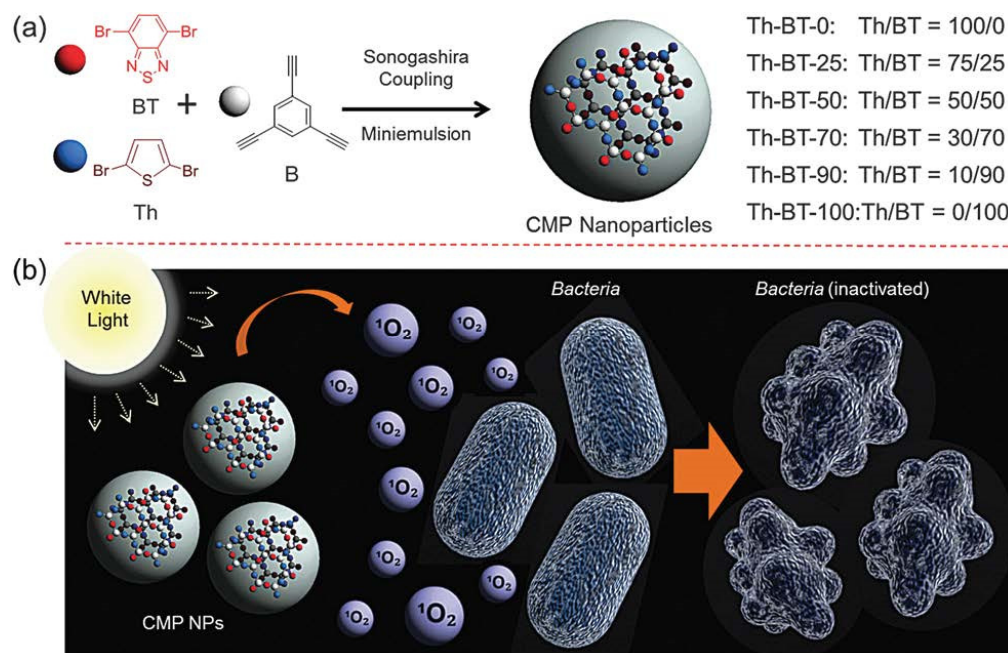 (a)
Br
Br
N
N
S
BT
+
Br
S
Br
Th
B
Sonogashira
Coupling
Miniemulsion
CMP Nanoparticles
Th-BT-0: Th/BT = 100/0
Th-BT-25: Th/BT = 75/25
Th-BT-50: Th/BT = 50/50
Th-BT-70: Th/BT = 30/70
Th-BT-90: Th/BT = 10/90
Th-BT-100:Th/BT = 0/100
(b)
White
Light
CMP NPs
¹O₂
¹O₂
¹O₂
¹O₂
¹O₂
¹O₂
¹O₂
¹O₂
¹O₂
¹O₂
¹O₂
¹O₂
Bacteria
Bacteria (inactivated)